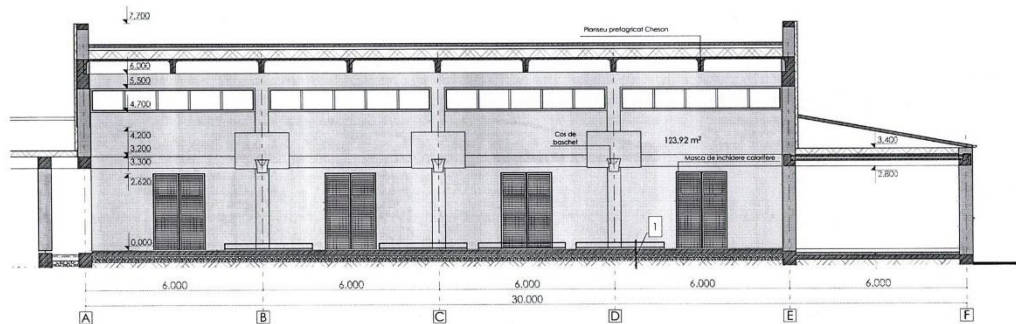 7.700
Planseu prefagricat Cheson
6.000
5.500
4.700
4.200
3.200
3.300
2.620
0.000
Cos de
baschet
123.92 m²
Masca de inchidere calorifere
3.400
2.800
1
6.000 6.000 6.000 6.000 6.000
30.000
A B C D E F